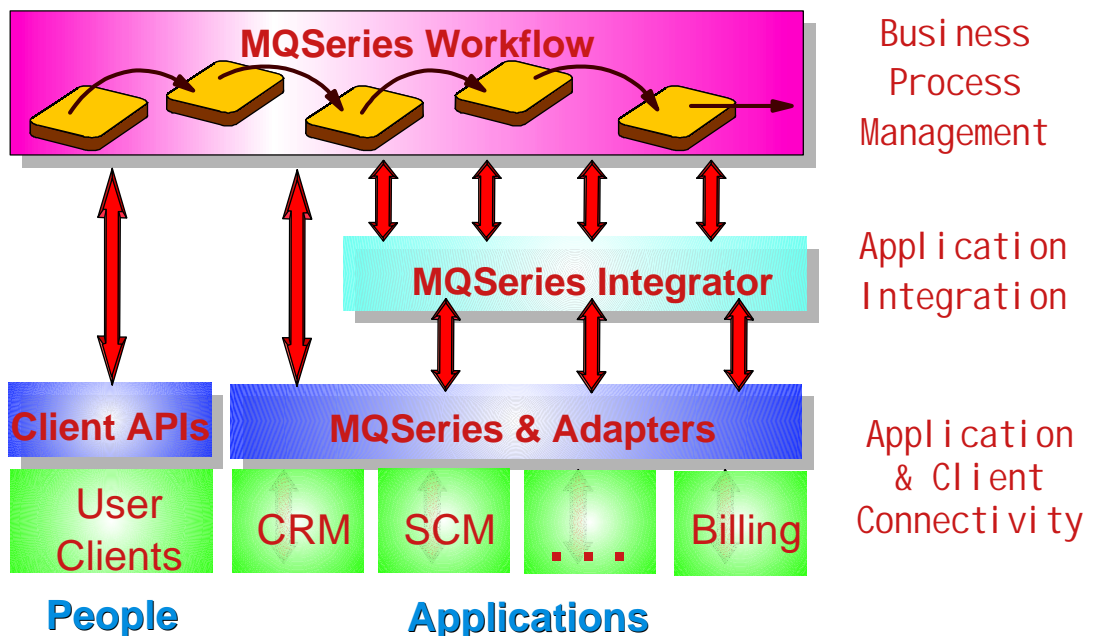 MQSeries Workflow
Business
Process
Management
MQSeries Integrator
Application
Integration
Client APIs
MQSeries & Adapters
Application
& Client
Connectivity
User
Clients
CRM
SCM
...
Billing
People
Applications